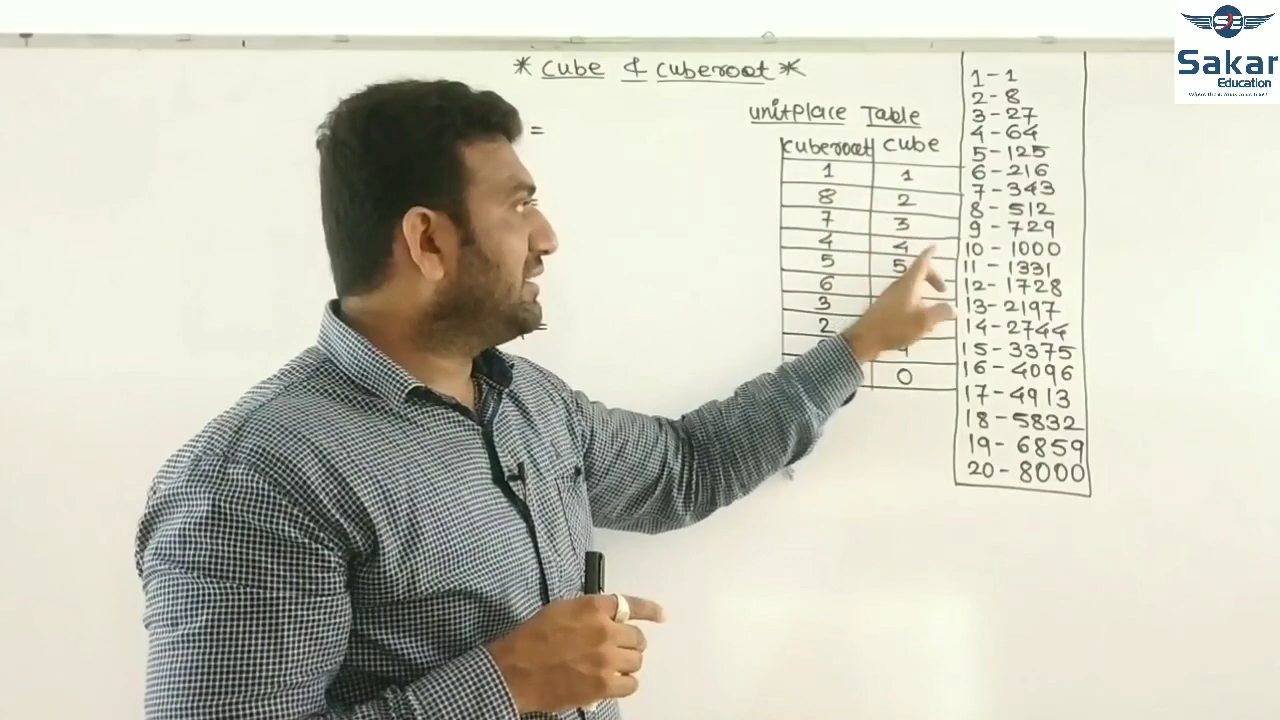 * cube & cuberoot *
=
unitplace Table
cuberoot cube
1 1
8 2
7 3
4 4
5 5
6
3
2
0
1 - 1
2 - 8
3 - 27
4 - 64
5 - 125
6 - 216
7 - 343
8 - 512
9 - 729
10 - 1000
11 - 1331
12 - 1728
13 - 2197
14 - 2744
15 - 3375
16 - 4096
17 - 4913
18 - 5832
19 - 6859
20 - 8000
Sakar
Education